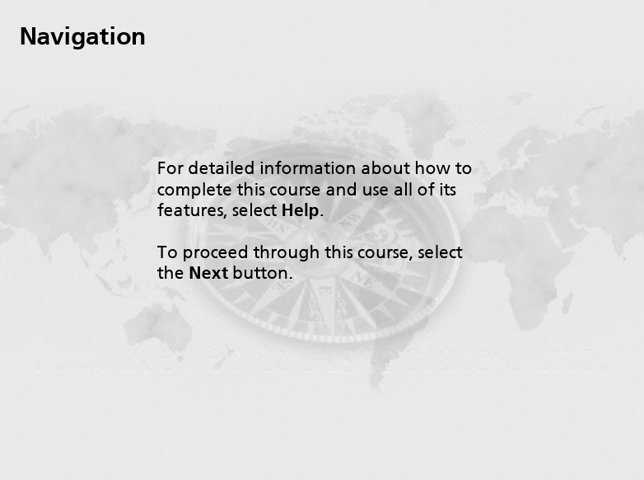 Navigation
For detailed information about how to
complete this course and use all of its
features, select Help.
To proceed through this course, select
the Next button.